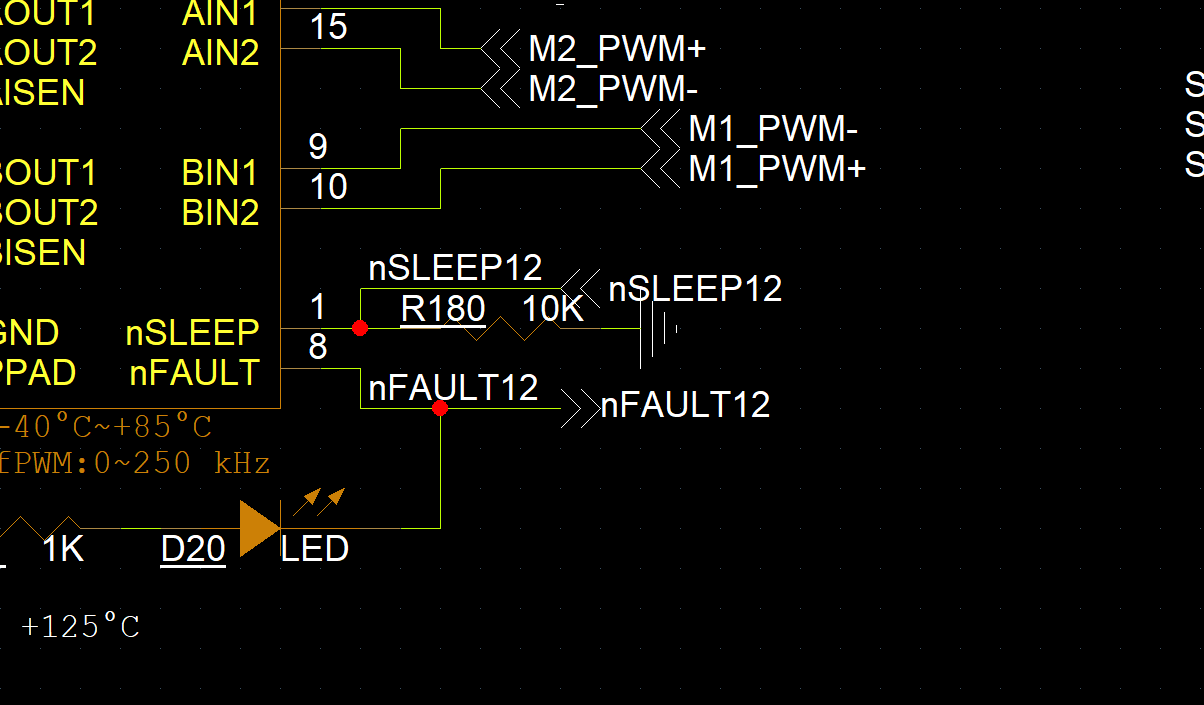 AOUT1 AIN1
15
AOUT2 AIN2
M2_PWM+
AISEN
M2_PWM-
M1_PWM-
9
BOUT1 BIN1
M1_PWM+
10
BOUT2 BIN2
BISEN
nSLEEP12
nSLEEP12
1
R180 10K
GND nSLEEP
8
PPAD nFAULT
nFAULT12
nFAULT12
-40°C~+85°C
fPWM:0~250 kHz
1K D20 LED
+125°C